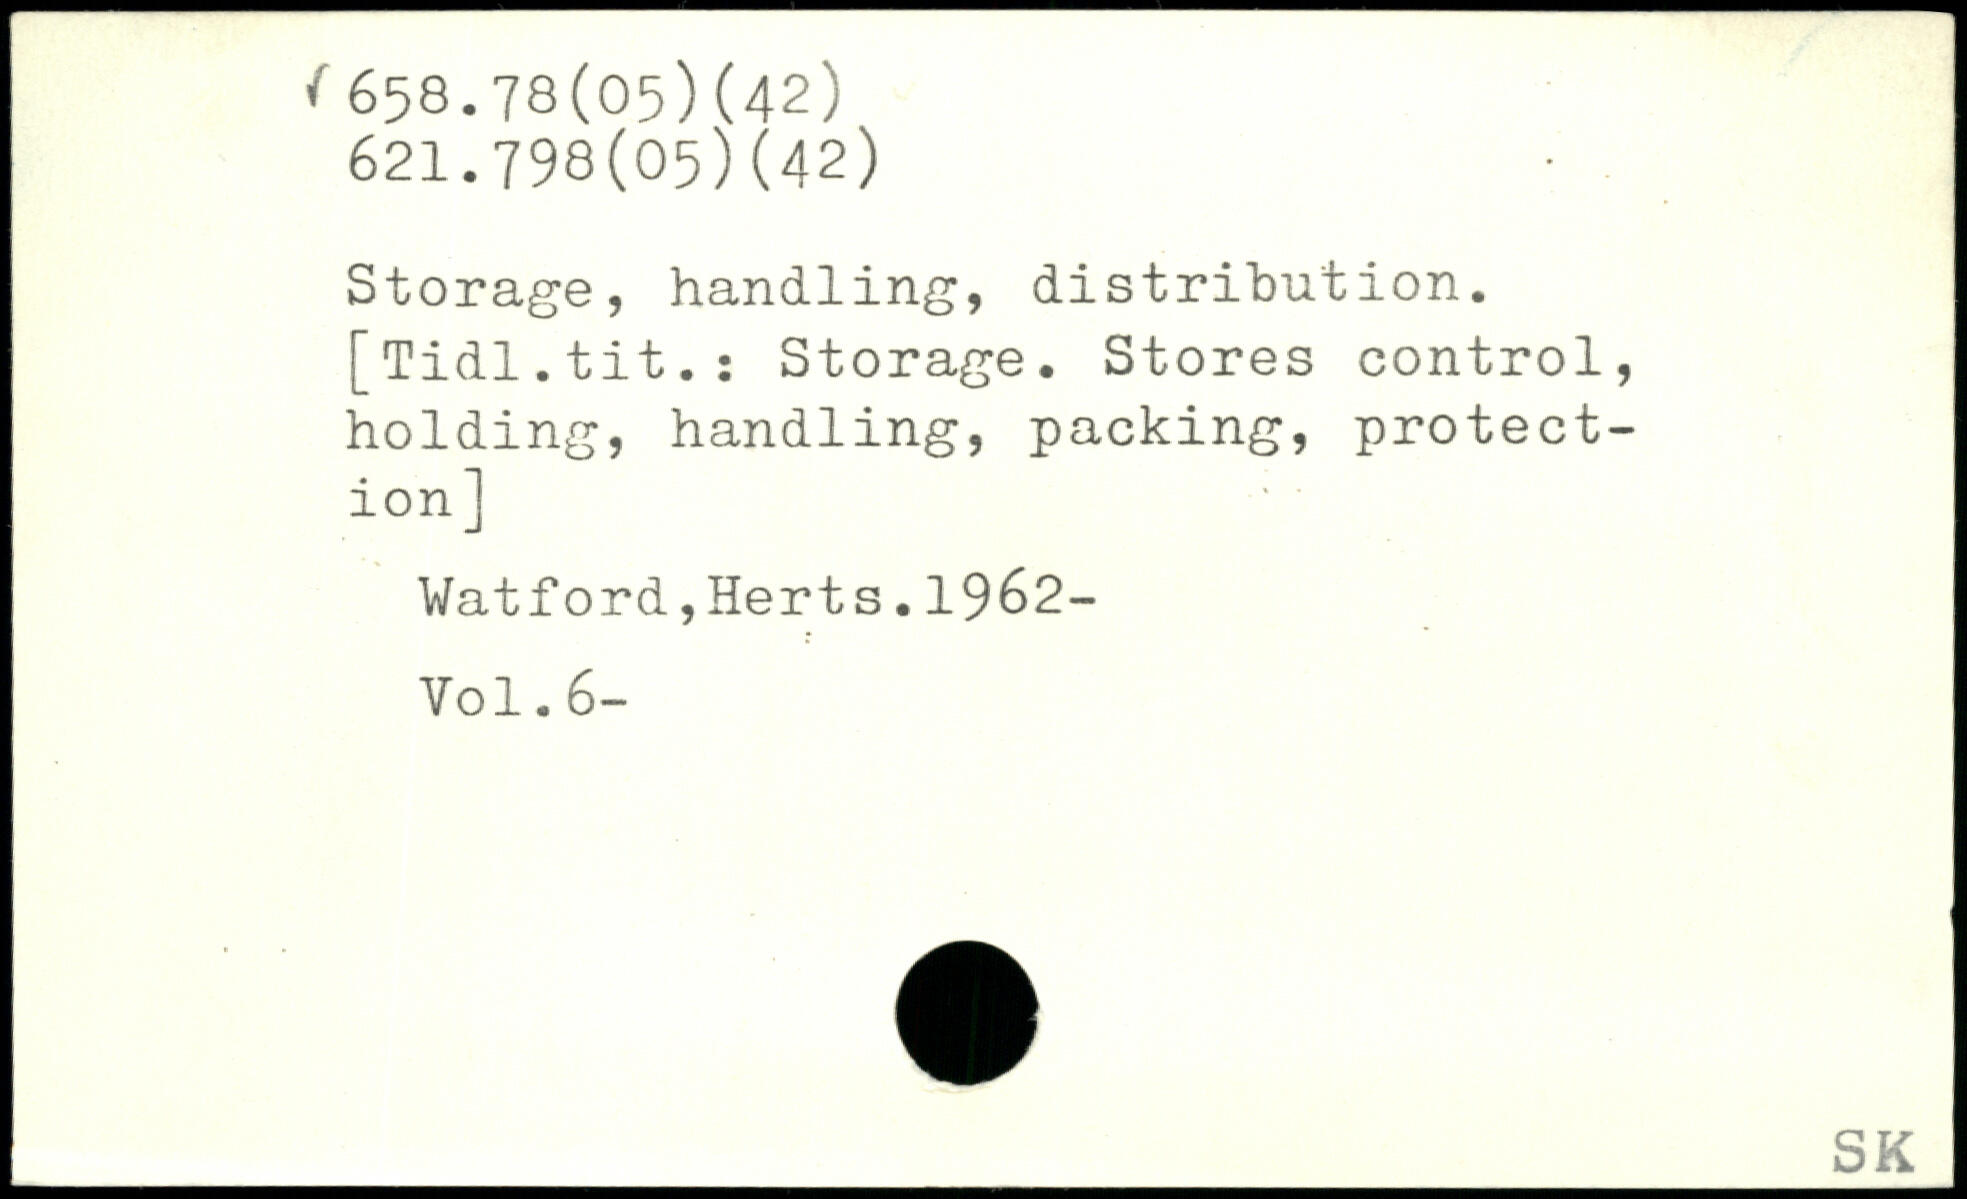 ✓ 658.78(05)(42)
621.798(05)(42)
Storage, handling, distribution.
[Tidl.tit.: Storage. Stores control,
holding, handling, packing, protect-
ion]
Watford,Herts.1962-
Vol.6-
SK